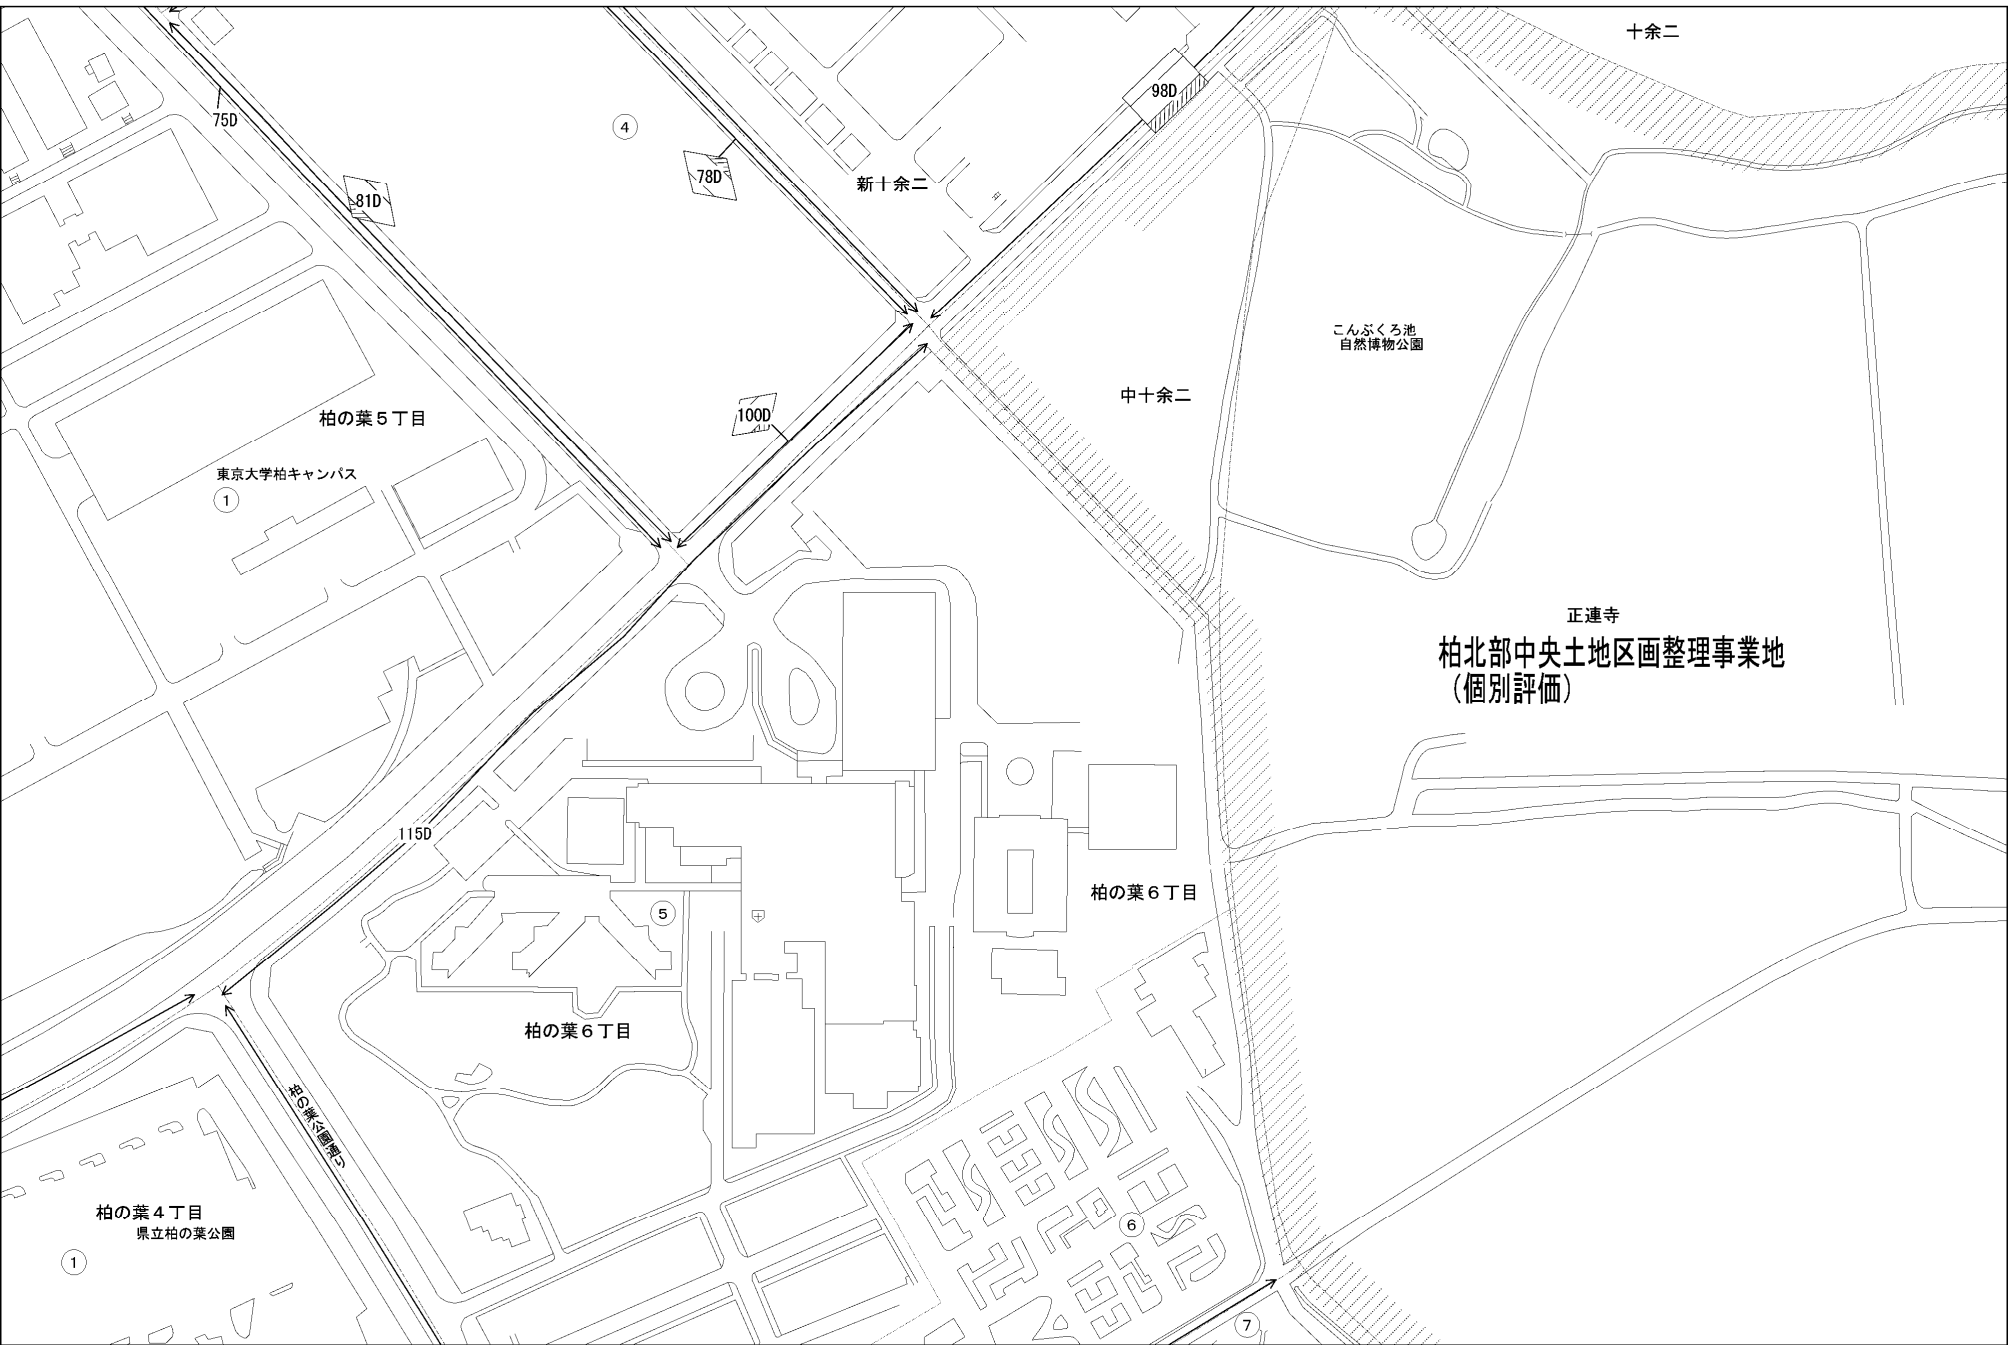 十余二
98D
75D
④
78D
新十余二
81D
こんぶくろ池
自然博物公園
中十余二
100D
柏の葉５丁目
東京大学柏キャンパス
①
正連寺
柏北部中央土地区画整理事業地
（個別評価）
115D
柏の葉６丁目
⑤
柏の葉６丁目
柏の葉公園通り
柏の葉４丁目
県立柏の葉公園
⑥
①
⑦